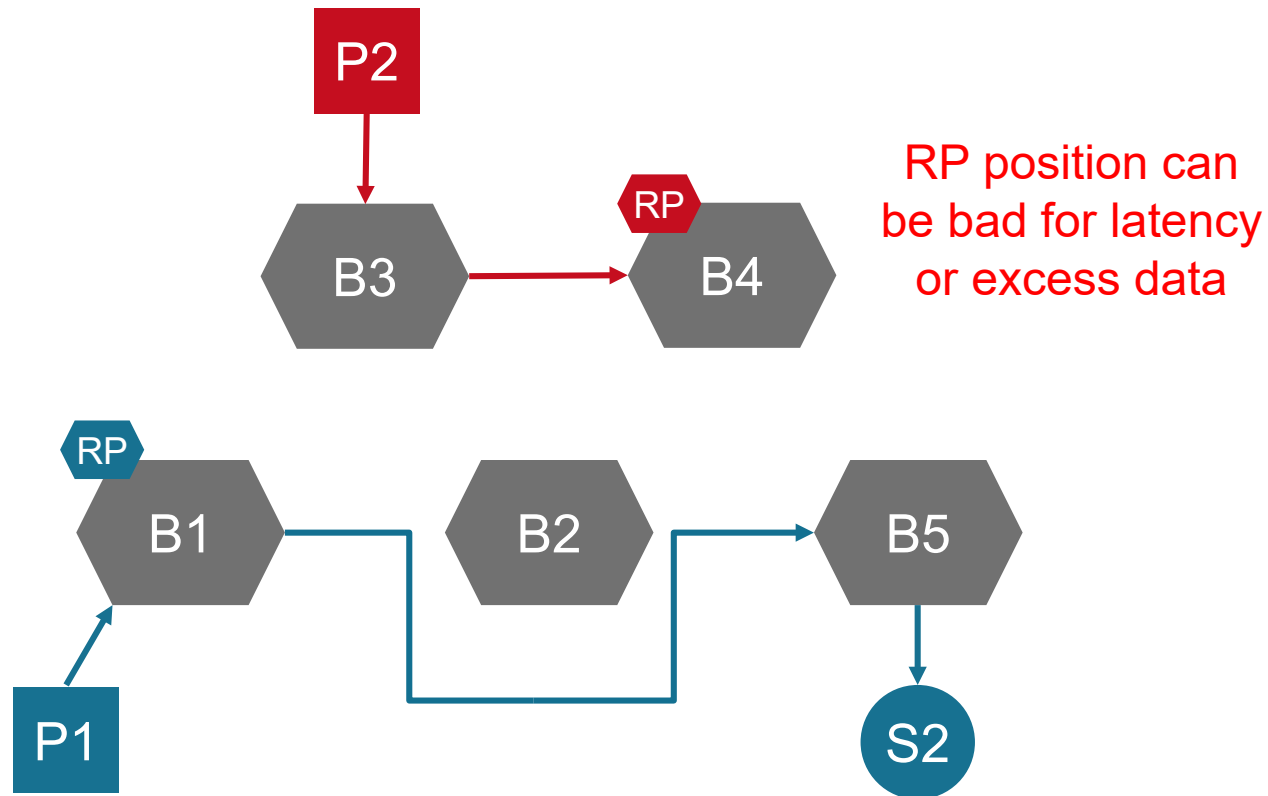 P2
RP position can
be bad for latency
or excess data
RP
B3
B4
RP
B1
B2
B5
P1
S2